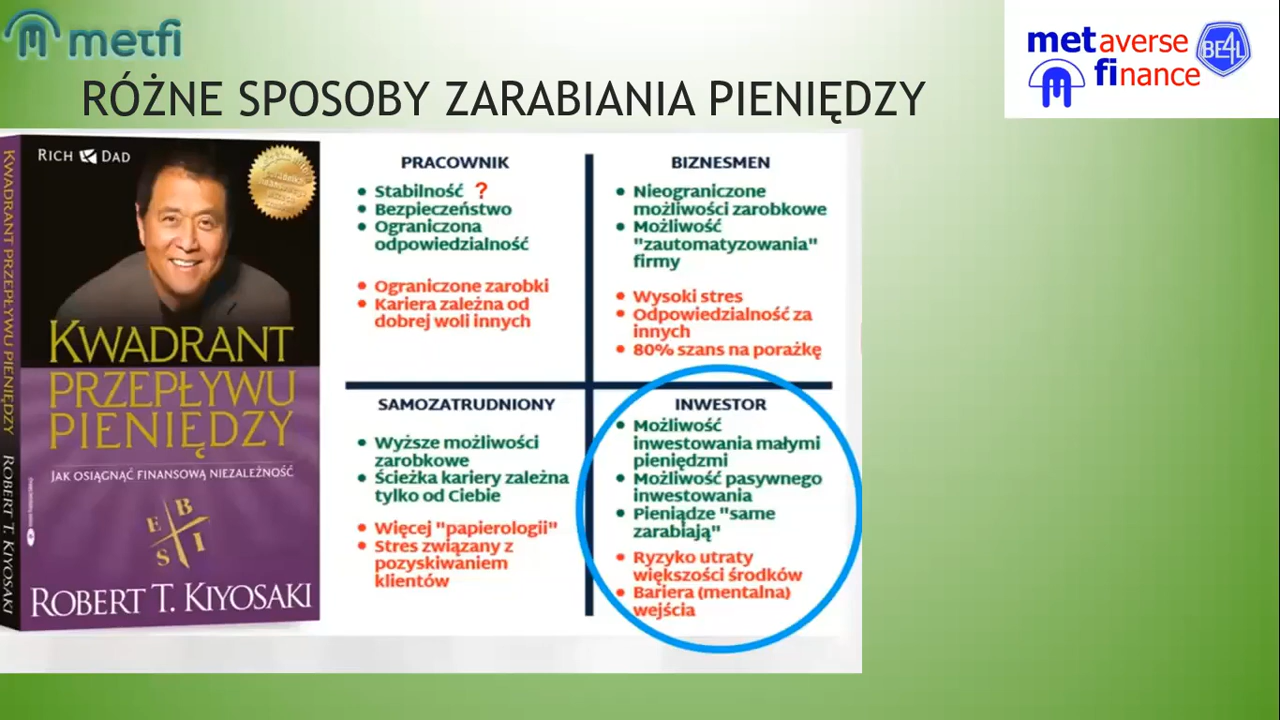 metfi
metaverse
finance
BE4L
RÓŻNE SPOSOBY ZARABIANIA PIENIĘDZY
KWADRANT PRZEPŁYWU PIENIĘDZY ROBERT T. KIYOSAKI
RICH DAD
KWADRANT
PRZEPŁYWU
PIENIĘDZY
JAK OSIĄGNĄĆ FINANSOWĄ NIEZALEŻNOŚĆ
E B
S I
ROBERT T. KIYOSAKI
PRACOWNIK
• Stabilność ?
• Bezpieczeństwo
• Ograniczona
odpowiedzialność
• Ograniczone zarobki
• Kariera zależna od
dobrej woli innych
BIZNESMEN
• Nieograniczone
możliwości zarobkowe
• Możliwość
"zautomatyzowania"
firmy
• Wysoki stres
• Odpowiedzialność za
innych
• 80% szans na porażkę
SAMOZATRUDNIONY
• Wyższe możliwości
zarobkowe
• Ścieżka kariery zależna
tylko od Ciebie
• Więcej "papierologii"
• Stres związany z
pozyskiwaniem
klientów
INWESTOR
• Możliwość
inwestowania małymi
pieniędzmi
• Możliwość pasywnego
inwestowania
• Pieniądze "same
zarabiają"
• Ryzyko utraty
większości środków
• Bariera (mentalna)
wejścia